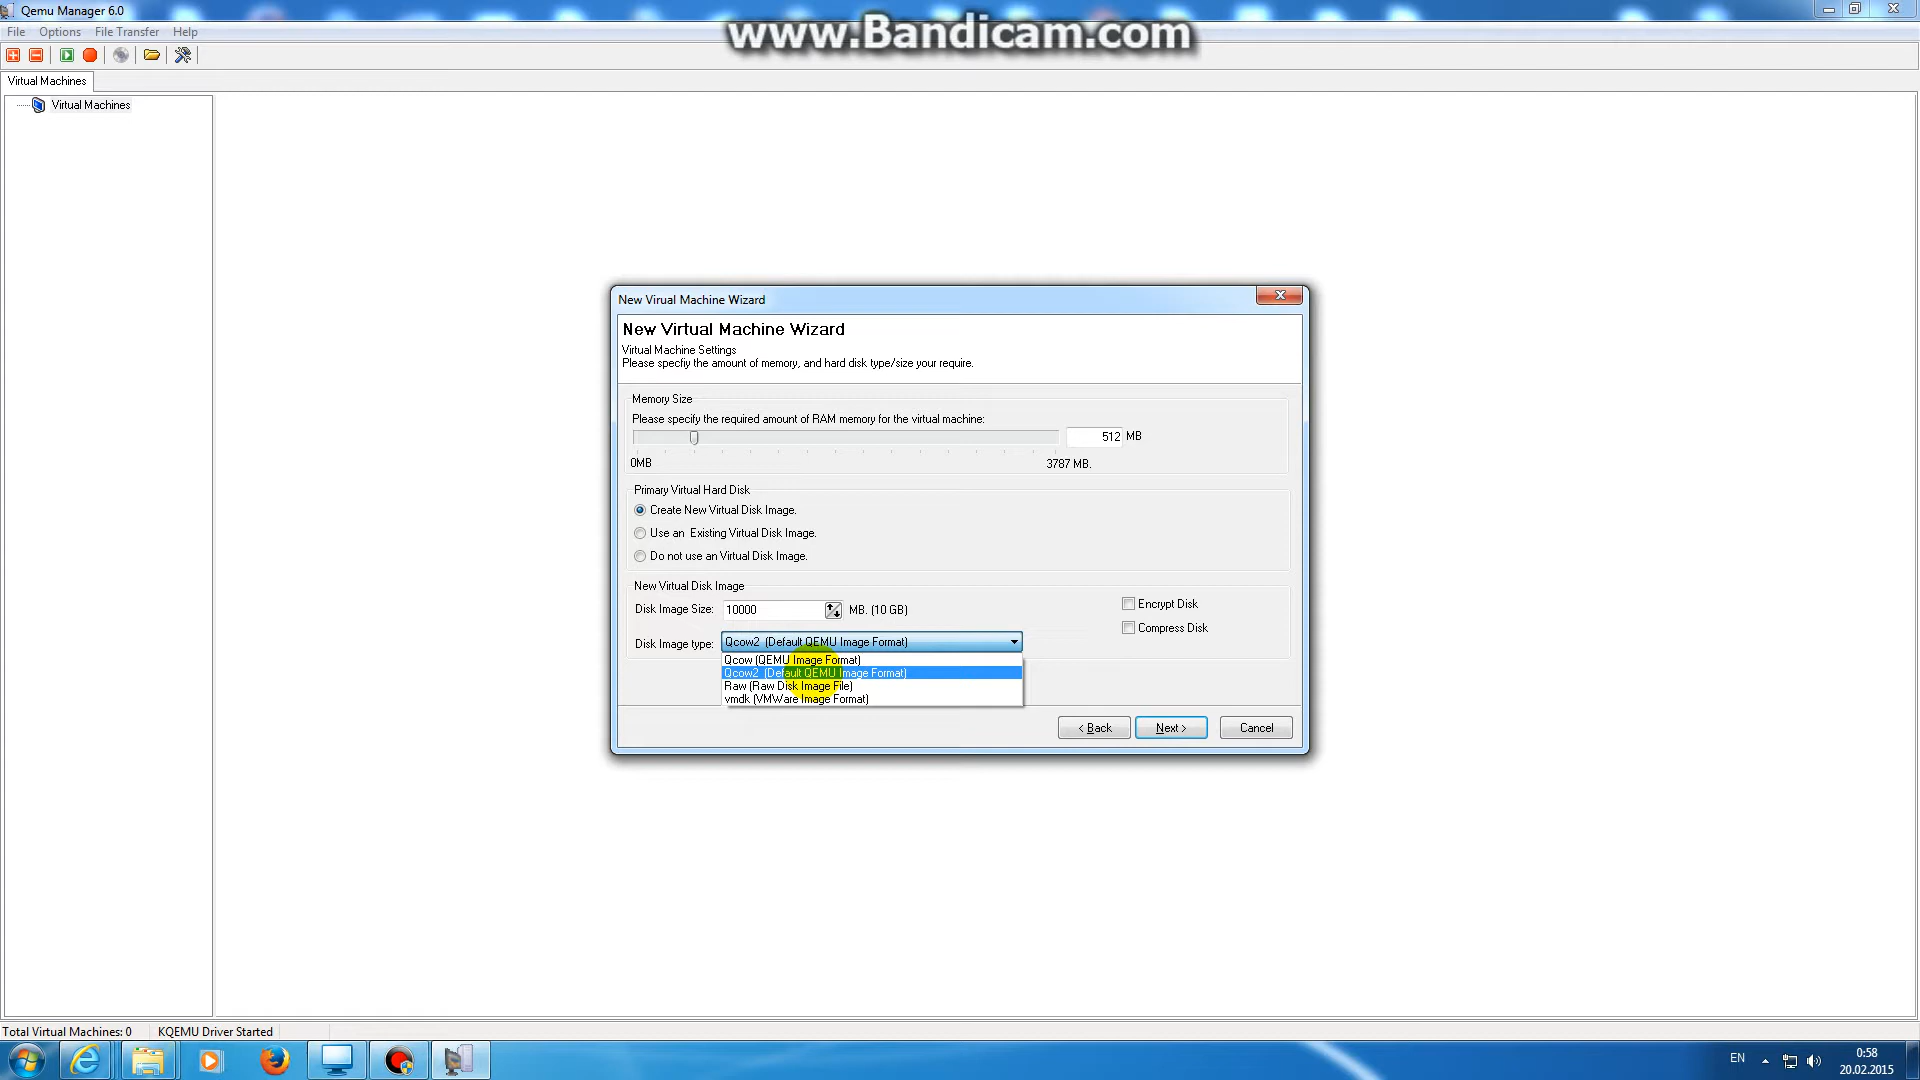 Qemu Manager 6.0
www.Bandicam.com
File Options File Transfer Help
Virtual Machines
Virtual Machines
New Virual Machine Wizard
New Virtual Machine Wizard
Virtual Machine Settings
Please specfiy the amount of memory, and hard disk type/size your require.
Memory Size
Please specify the required amount of RAM memory for the virtual machine:
512 MB
0MB 3787 MB.
Primary Virtual Hard Disk
Create New Virtual Disk Image.
Use an Existing Virtual Disk Image.
Do not use an Virtual Disk Image.
New Virtual Disk Image
Disk Image Size: 10000 MB. (10 GB)
Encrypt Disk
Compress Disk
Disk Image type: Qcow2 (Default QEMU Image Format)
Qcow (QEMU Image Format)
Qcow2 (Default QEMU Image Format)
Raw (Raw Disk Image File)
vmdk (VMWare Image Format)
< Back Next > Cancel
Total Virtual Machines: 0 KQEMU Driver Started
EN 0:58
20.02.2015